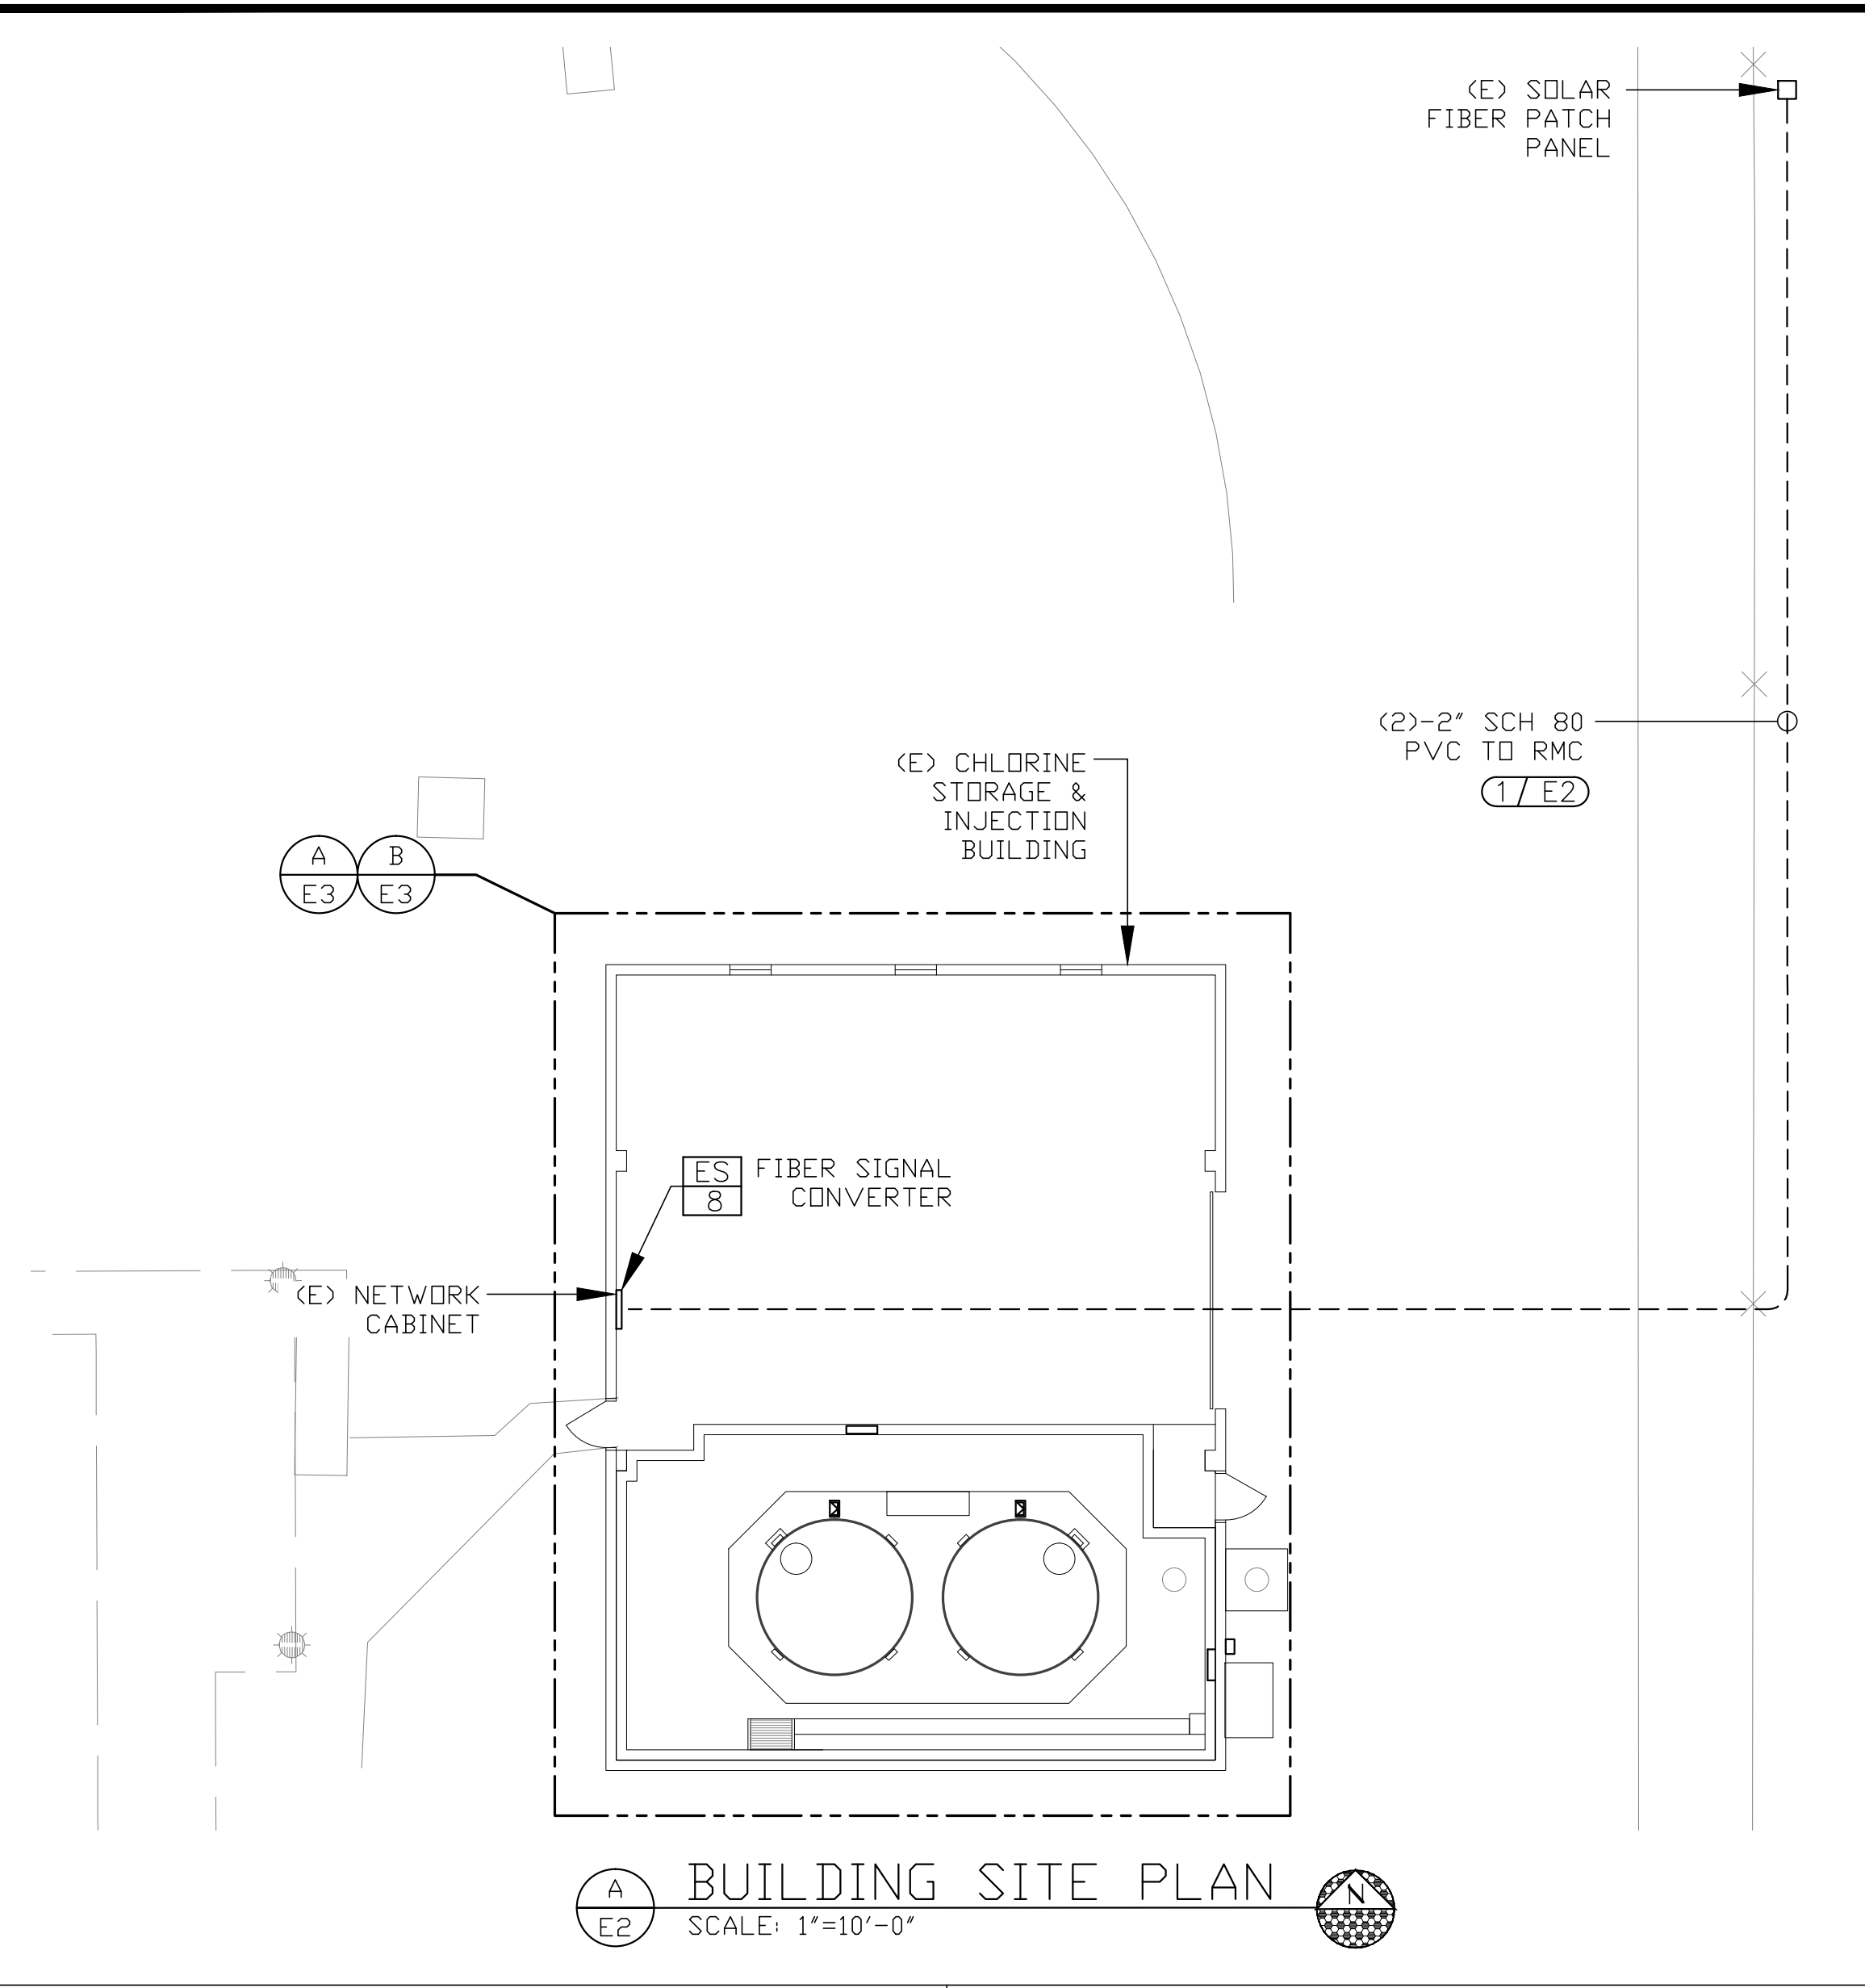 (E) SOLAR
FIBER PATCH
PANEL
(2)-2" SCH 80
PVC TO RMC
1/ E2
(E) CHLORINE
STORAGE &
INJECTION
BUILDING
A
E3
B
E3
ES
8
FIBER SIGNAL
CONVERTER
(E) NETWORK
CABINET
A
E2
BUILDING SITE PLAN
SCALE: 1"=10'-0"
N